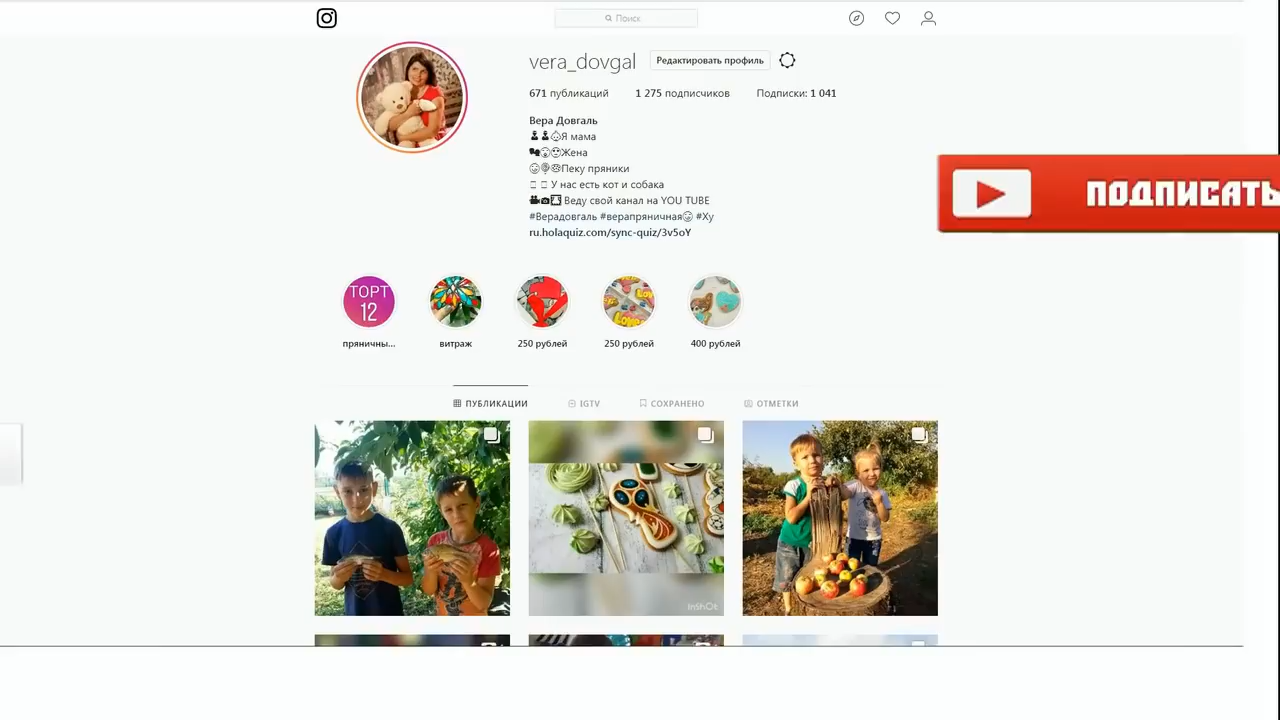 Поиск
vera_dovgal
Редактировать профиль
671 публикаций
1 275 подписчиков
Подписки: 1 041
Вера Довгаль
Я мама
Жена
Пеку пряники
У нас есть кот и собака
Веду свой канал на YOU TUBE
#Верадовгаль #верапряничная #Ху
ru.holaquiz.com/sync-quiz/3v5oY
ПОДПИСАТЬ
ТОРТ
12
пряничны...
витраж
250 рублей
250 рублей
400 рублей
ПУБЛИКАЦИИ
IGTV
СОХРАНЕНО
ОТМЕТКИ
InShOt